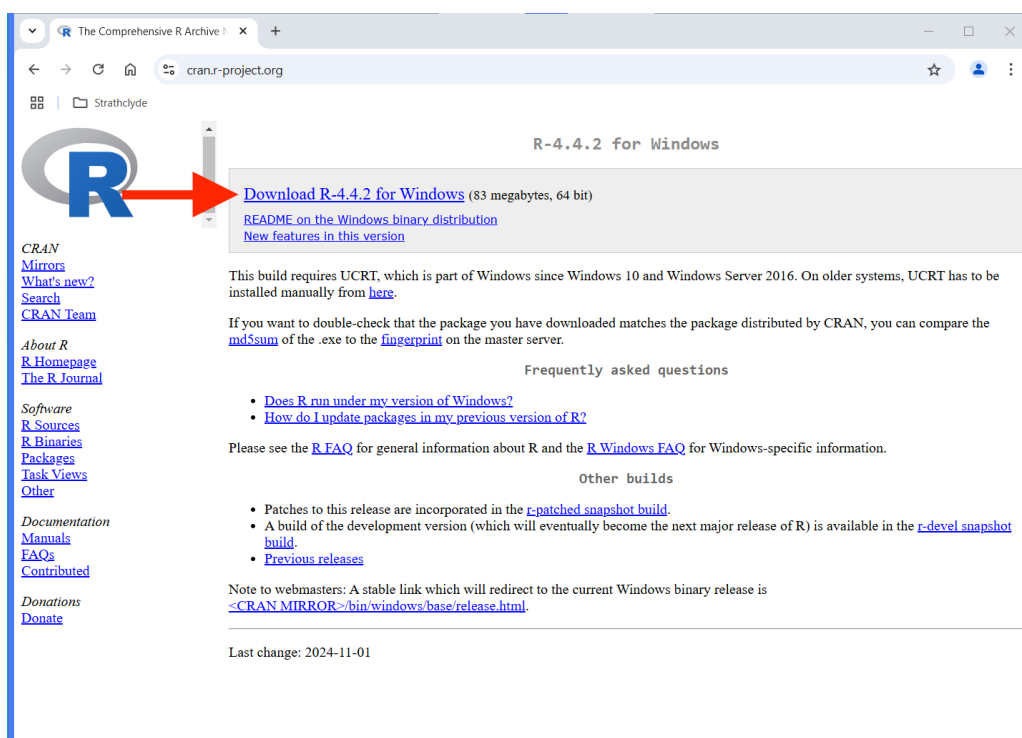 The Comprehensive R Archive N
cran.r-project.org
Strathclyde
R
CRAN
Mirrors
What's new?
Search
CRAN Team
About R
R Homepage
The R Journal
Software
R Sources
R Binaries
Packages
Task Views
Other
Documentation
Manuals
FAQs
Contributed
Donations
Donate
R-4.4.2 for Windows
Download R-4.4.2 for Windows (83 megabytes, 64 bit)
README on the Windows binary distribution
New features in this version
This build requires UCRT, which is part of Windows since Windows 10 and Windows Server 2016. On older systems, UCRT has to be
installed manually from here.
If you want to double-check that the package you have downloaded matches the package distributed by CRAN, you can compare the
md5sum of the .exe to the fingerprint on the master server.
Frequently asked questions
• Does R run under my version of Windows?
• How do I update packages in my previous version of R?
Please see the R FAQ for general information about R and the R Windows FAQ for Windows-specific information.
Other builds
• Patches to this release are incorporated in the r-patched snapshot build.
• A build of the development version (which will eventually become the next major release of R) is available in the r-devel snapshot
build.
• Previous releases
Note to webmasters: A stable link which will redirect to the current Windows binary release is
<CRAN MIRROR>/bin/windows/base/release.html.
Last change: 2024-11-01